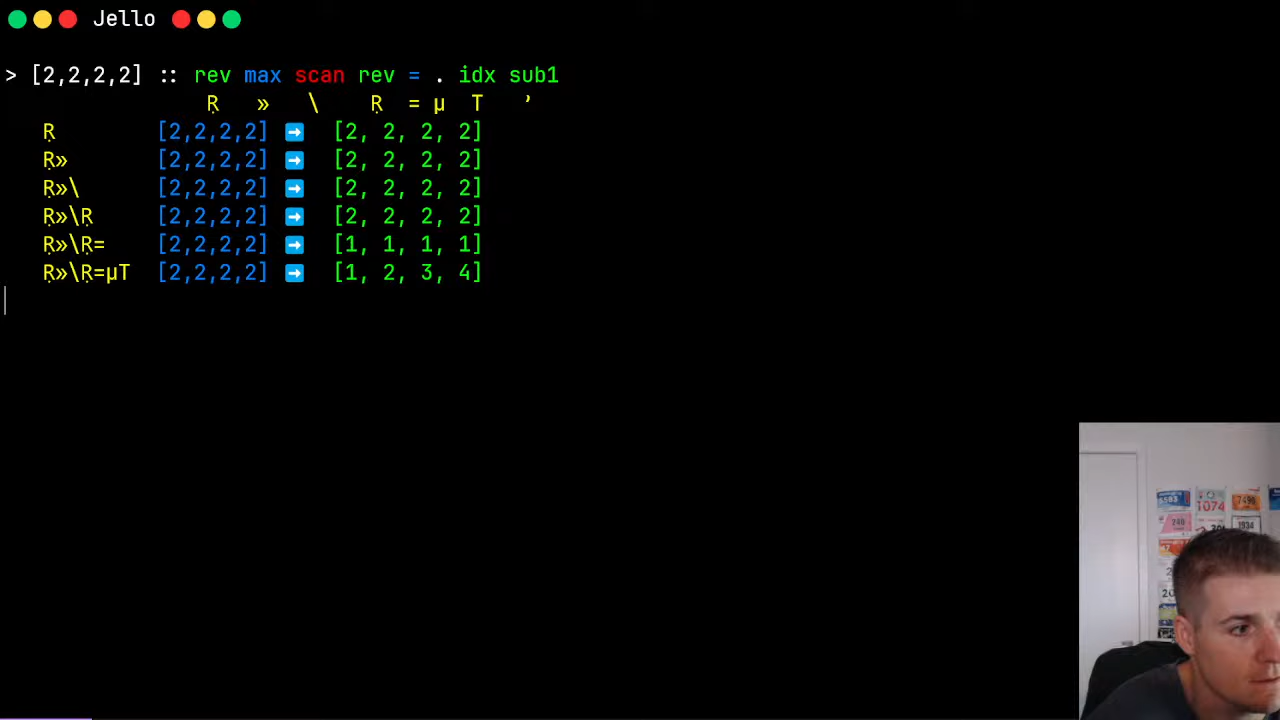 Jello
> [2,2,2,2] :: rev max scan rev = . idx sub1
Ṛ » \ Ṛ = µ T ’
Ṛ [2,2,2,2] ➡ [2, 2, 2, 2]
Ṛ» [2,2,2,2] ➡ [2, 2, 2, 2]
Ṛ»\ [2,2,2,2] ➡ [2, 2, 2, 2]
Ṛ»\Ṛ [2,2,2,2] ➡ [2, 2, 2, 2]
Ṛ»\Ṛ= [2,2,2,2] ➡ [1, 1, 1, 1]
Ṛ»\Ṛ=µT [2,2,2,2] ➡ [1, 2, 3, 4]
1074
7498
1934